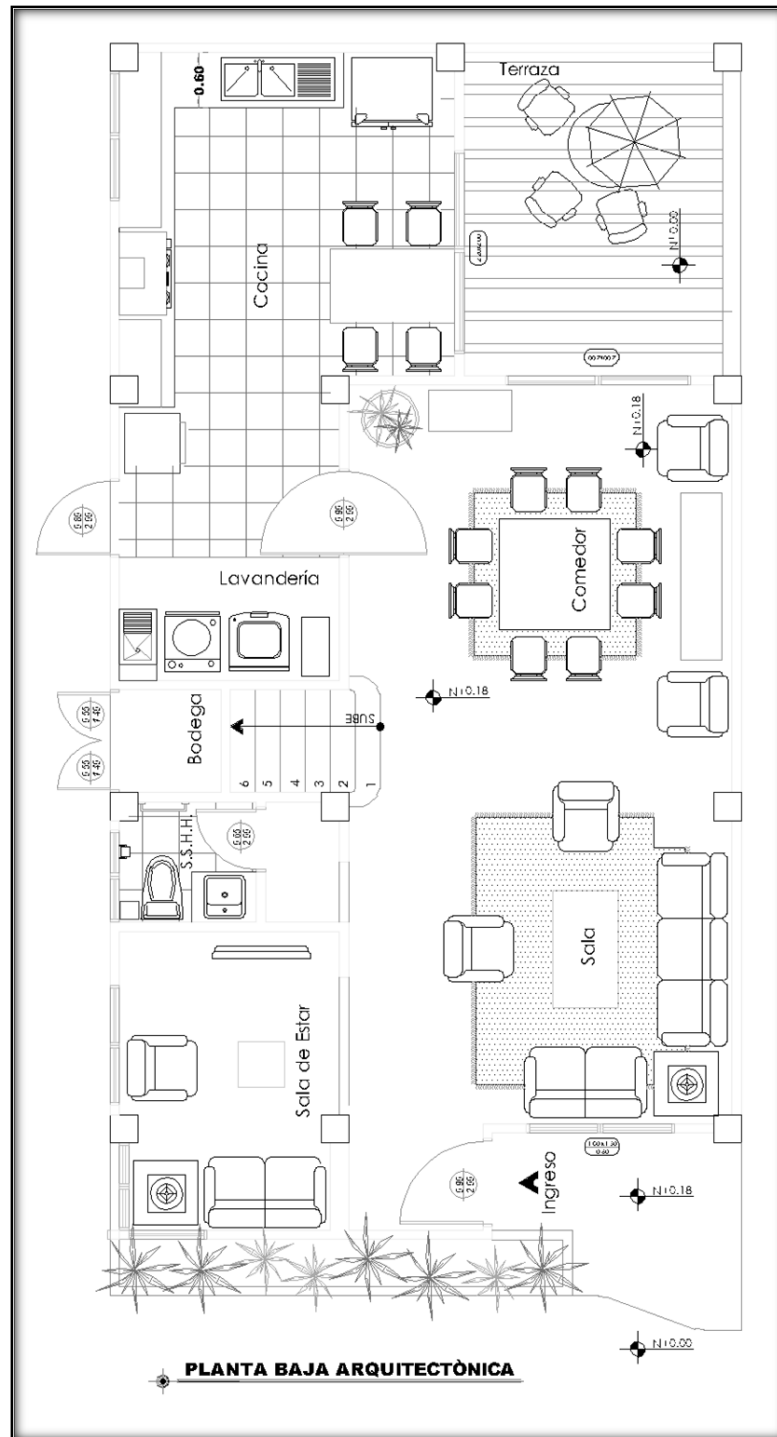 Terraza
0.60
Cocina
N+0.00
N+0.18
Comedor
Lavandería
N+0.18
SUBE
Bodega
6
5
4
3
2
1
S.S.H.H.
Sala
Sala de Estar
Ingreso
N+0.18
N+0.00
PLANTA BAJA ARQUITECTÒNICA